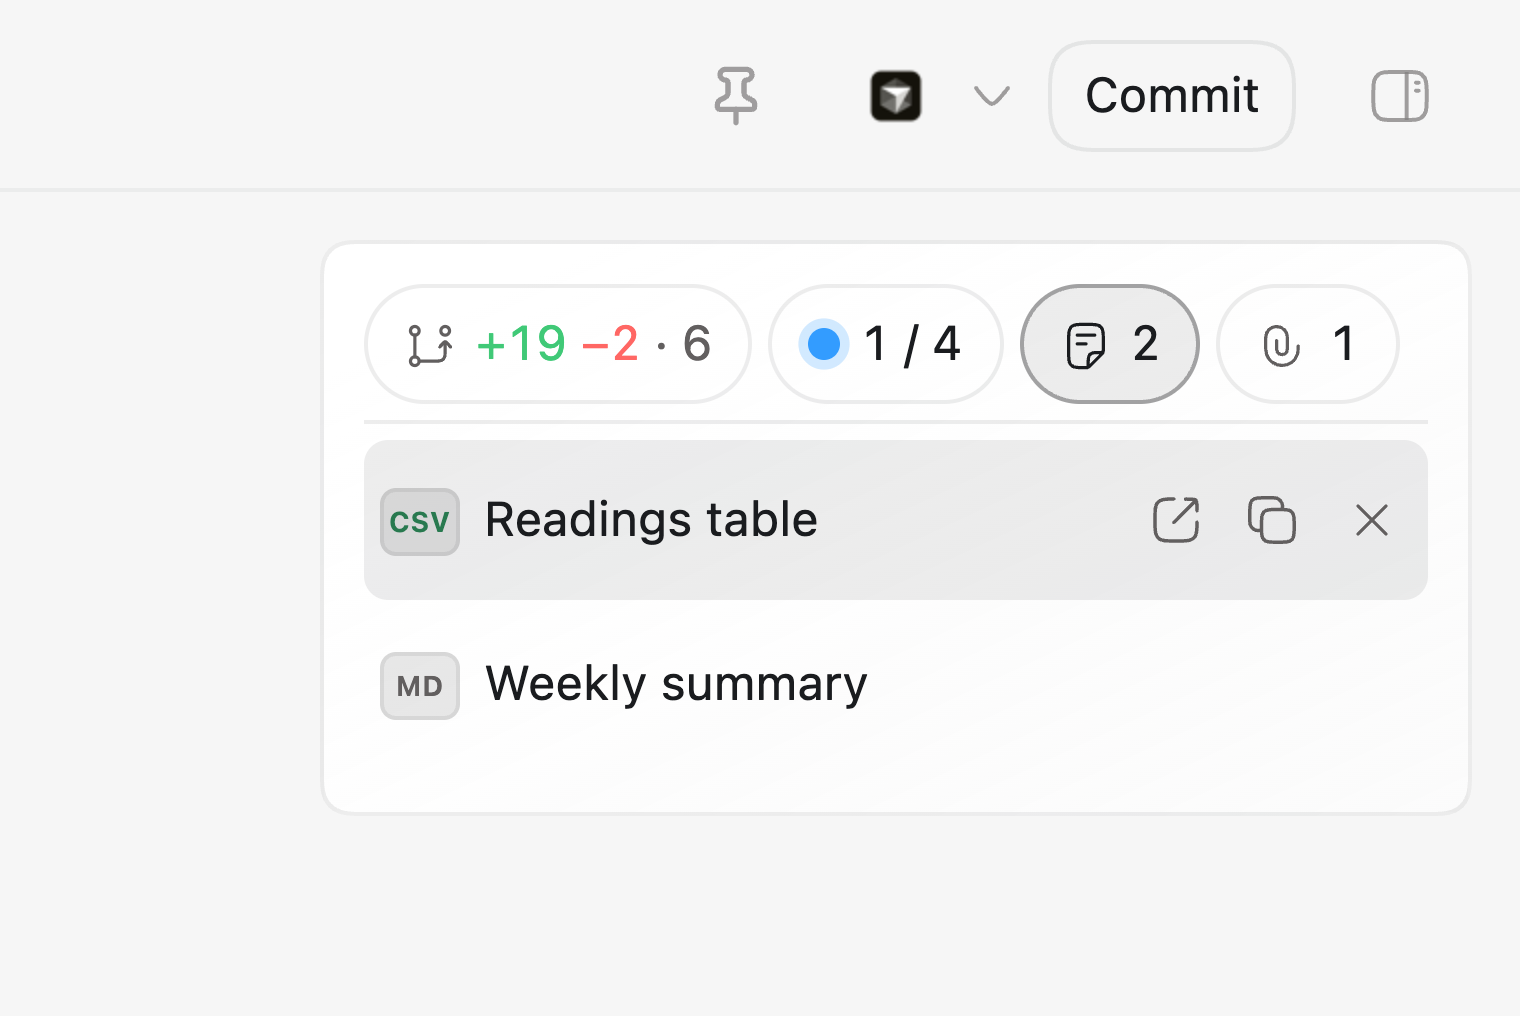 Commit
+19 −2 · 6
1 / 4
2
1
CSV Readings table
MD Weekly summary